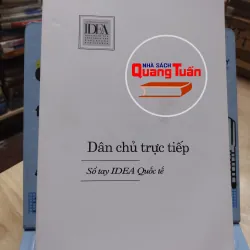 IDEA
NHÀ SÁCH
Quang Tuấn
Dân chủ trực tiếp
Sổ tay IDEA Quốc tế